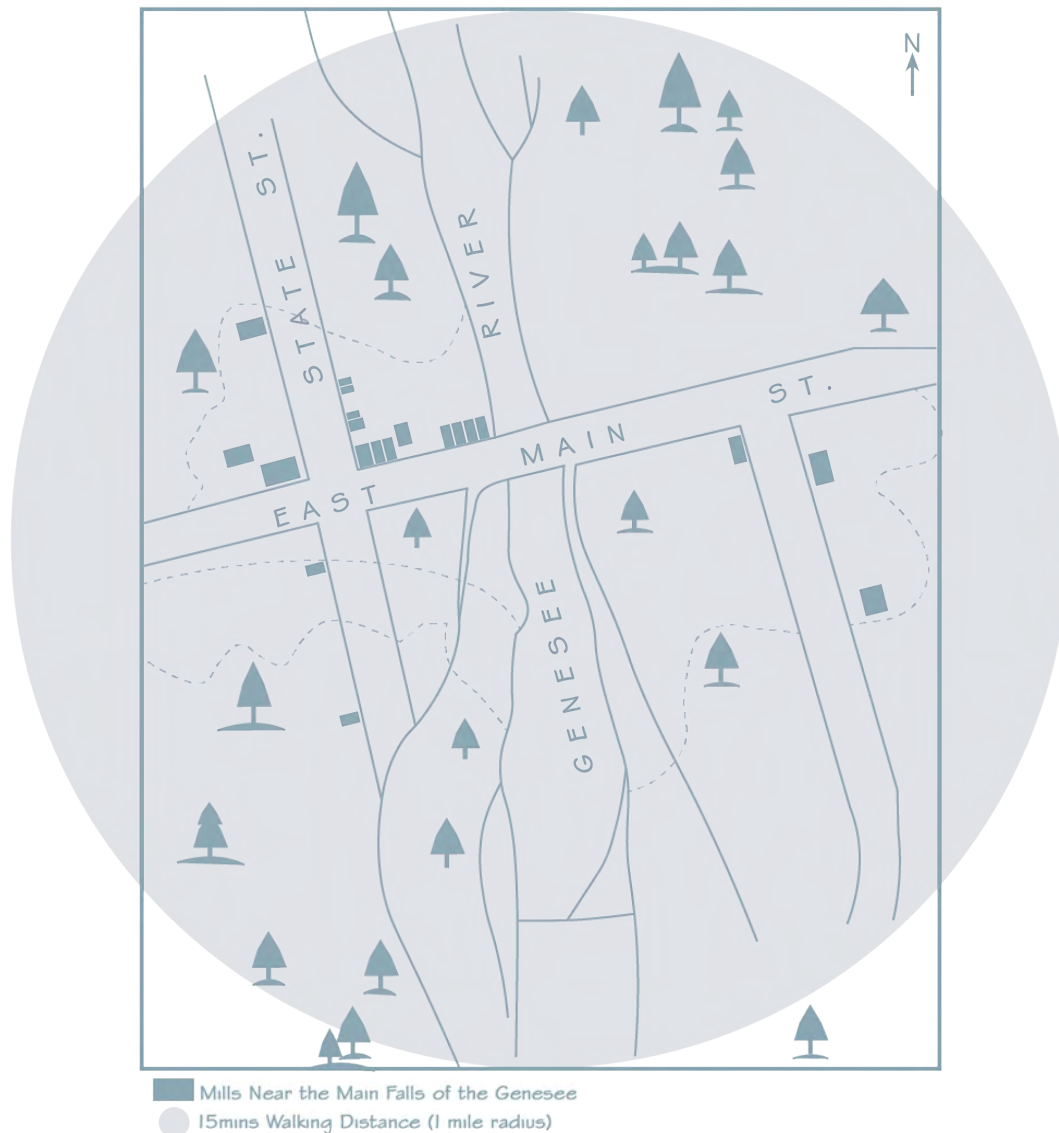 N
STATE ST.
RIVER
EAST MAIN ST.
GENESEE
Mills Near the Main Falls of the Genesee
15mins Walking Distance (1 mile radius)